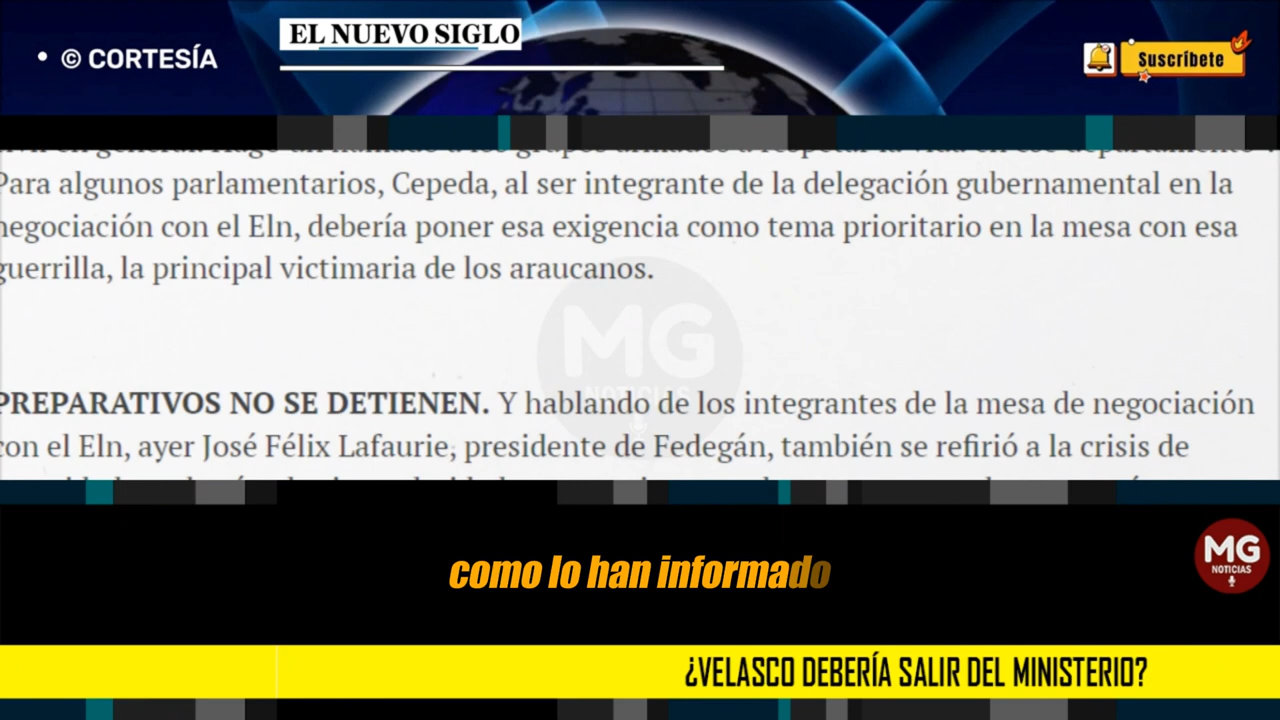 • © CORTESÍA
EL NUEVO SIGLO
Suscríbete
Para algunos parlamentarios, Cepeda, al ser integrante de la delegación gubernamental en la
negociación con el Eln, debería poner esa exigencia como tema prioritario en la mesa con esa
guerrilla, la principal victimaria de los araucanos.
MG
NOTICIAS
PREPARATIVOS NO SE DETIENEN. Y hablando de los integrantes de la mesa de negociación
con el Eln, ayer José Félix Lafaurie, presidente de Fedegán, también se refirió a la crisis de
como lo han informado
MG
NOTICIAS
¿VELASCO DEBERÍA SALIR DEL MINISTERIO?